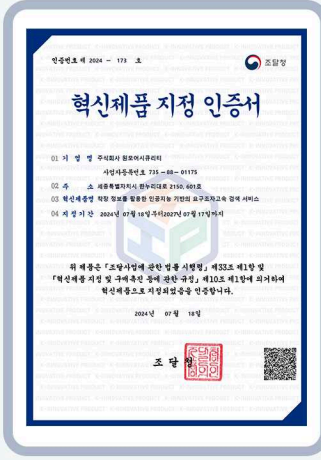 인증번호 제 2024 - 173 호
조달청
혁신제품 지정 인증서
01 기 업 명 주식회사 원모어시큐리티
사업자등록번호 735 - 88 - 01175
02 주 소 세종특별자치시 한누리대로 2150, 601호
03 혁신제품명 착장 정보를 활용한 인공지능 기반의 요구조자고속 검색 서비스
04 지정기간 2024년 07월 18일부터2027년 07월 17일까지
위 제품은 「조달사업에 관한 법률 시행령」 제33조 제1항 및
「혁신제품 지정 및 구매촉진 등에 관한 규정」 제10조 제1항에 의거하여
혁신제품으로 지정되었음을 인증합니다.
2024년 07월 18일
조 달 청